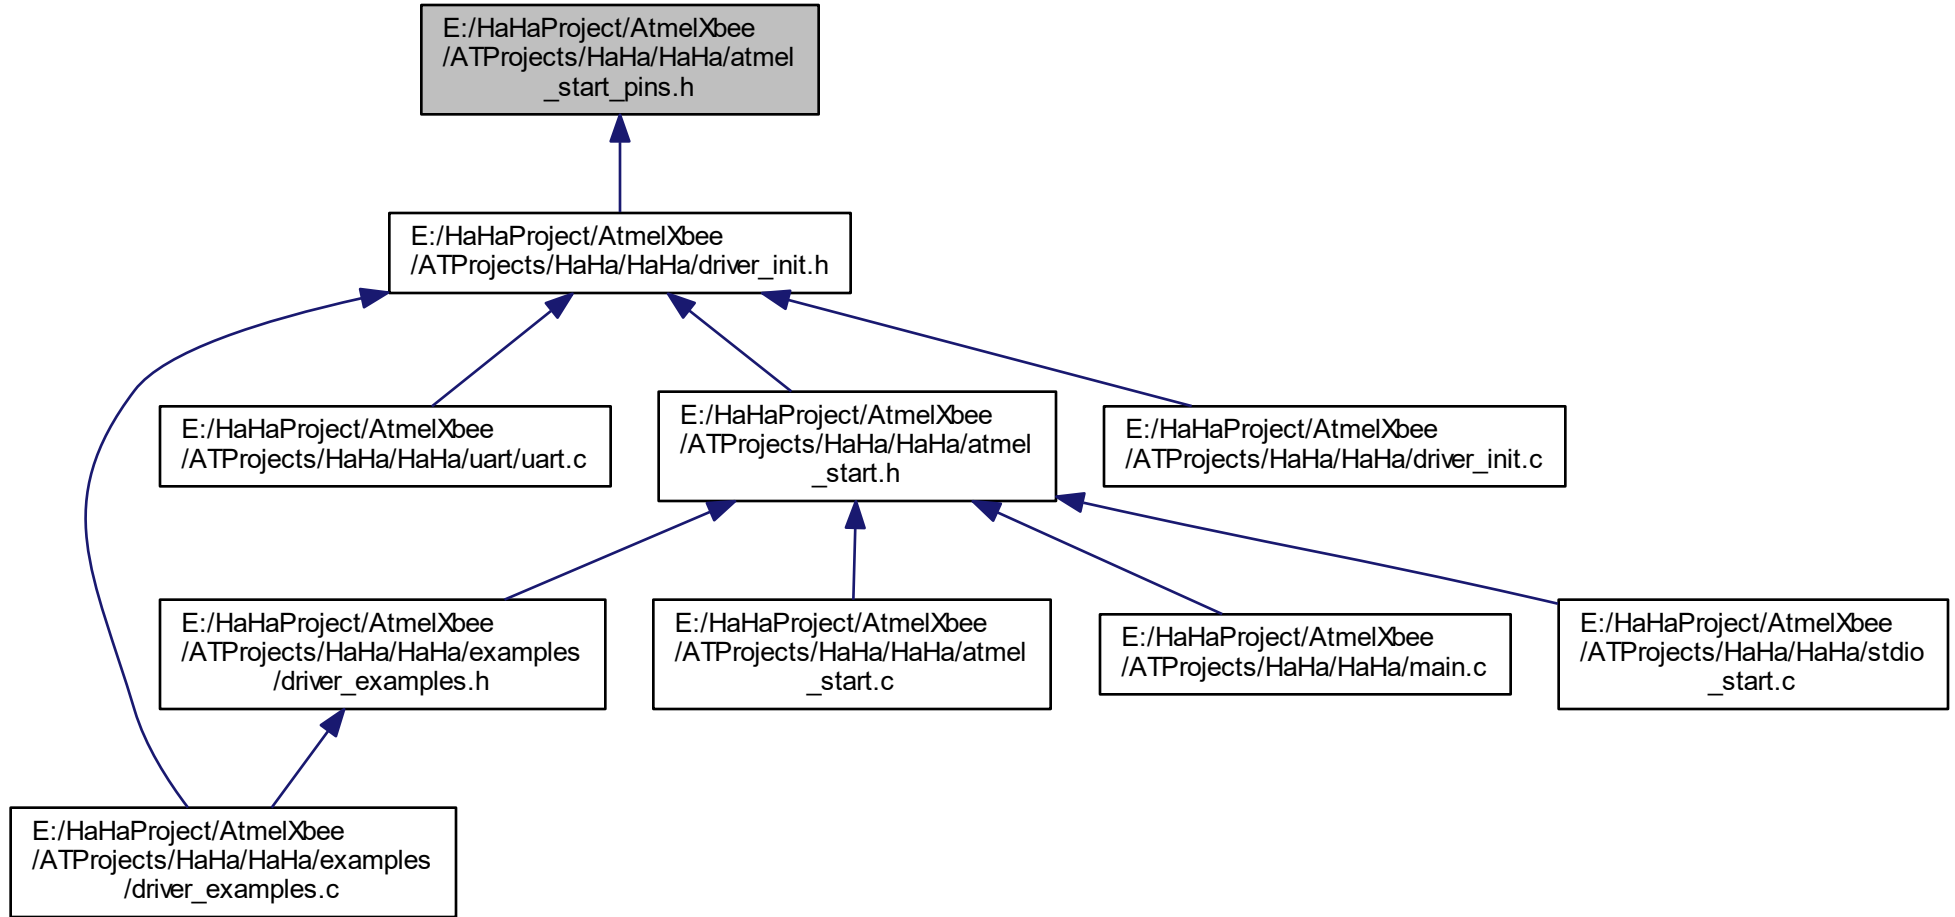 E:/HaHaProject/AtmelXbee
/ATProjects/HaHa/HaHa/atmel
_start_pins.h
E:/HaHaProject/AtmelXbee
/ATProjects/HaHa/HaHa/driver_init.h
E:/HaHaProject/AtmelXbee
/ATProjects/HaHa/HaHa/uart/uart.c
E:/HaHaProject/AtmelXbee
/ATProjects/HaHa/HaHa/atmel
_start.h
E:/HaHaProject/AtmelXbee
/ATProjects/HaHa/HaHa/driver_init.c
E:/HaHaProject/AtmelXbee
/ATProjects/HaHa/HaHa/examples
/driver_examples.h
E:/HaHaProject/AtmelXbee
/ATProjects/HaHa/HaHa/atmel
_start.c
E:/HaHaProject/AtmelXbee
/ATProjects/HaHa/HaHa/main.c
E:/HaHaProject/AtmelXbee
/ATProjects/HaHa/HaHa/stdio
_start.c
E:/HaHaProject/AtmelXbee
/ATProjects/HaHa/HaHa/examples
/driver_examples.c